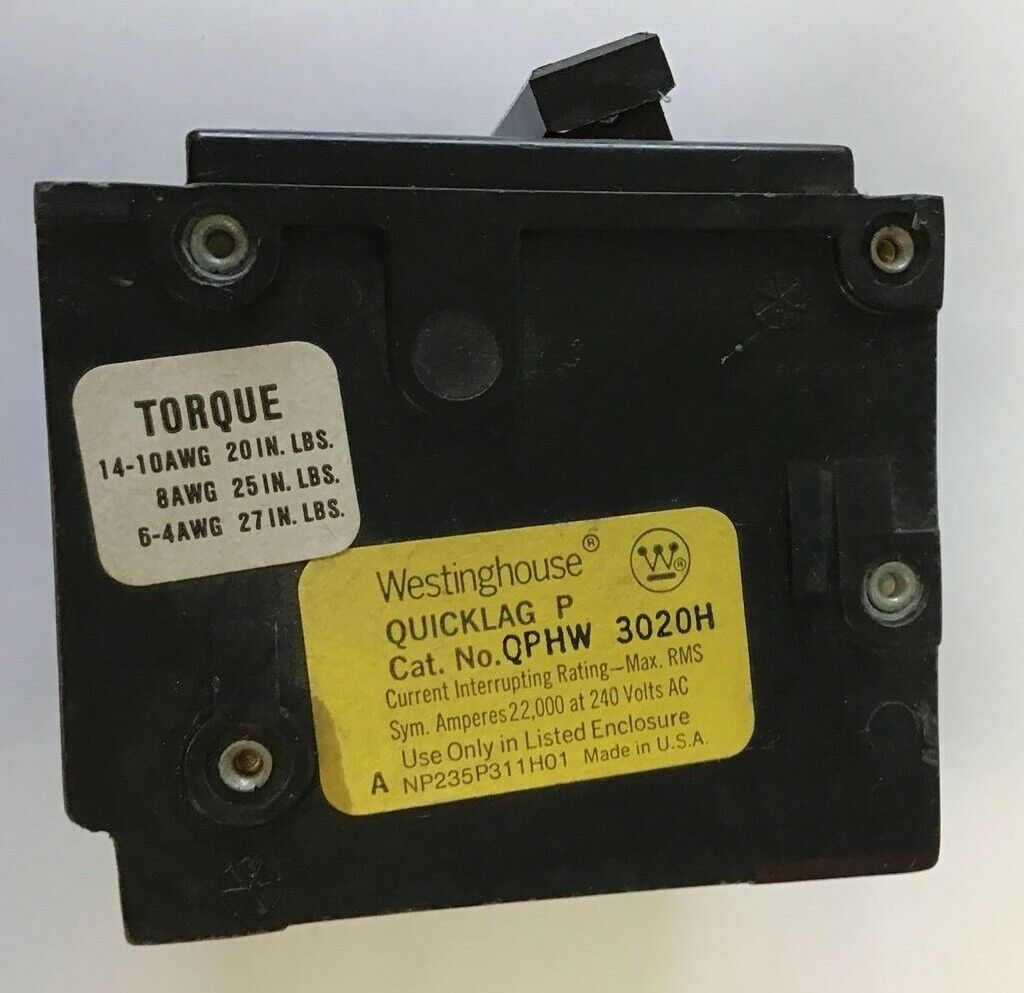 TORQUE
14-10AWG 20IN. LBS.
8AWG 25IN. LBS.
6-4AWG 27IN. LBS.
Westinghouse®
W®
QUICKLAG P
Cat. No. QPHW 3020H
Current Interrupting Rating—Max. RMS
Sym. Amperes 22,000 at 240 Volts AC
Use Only in Listed Enclosure
A NP235P311H01 Made in U.S.A.